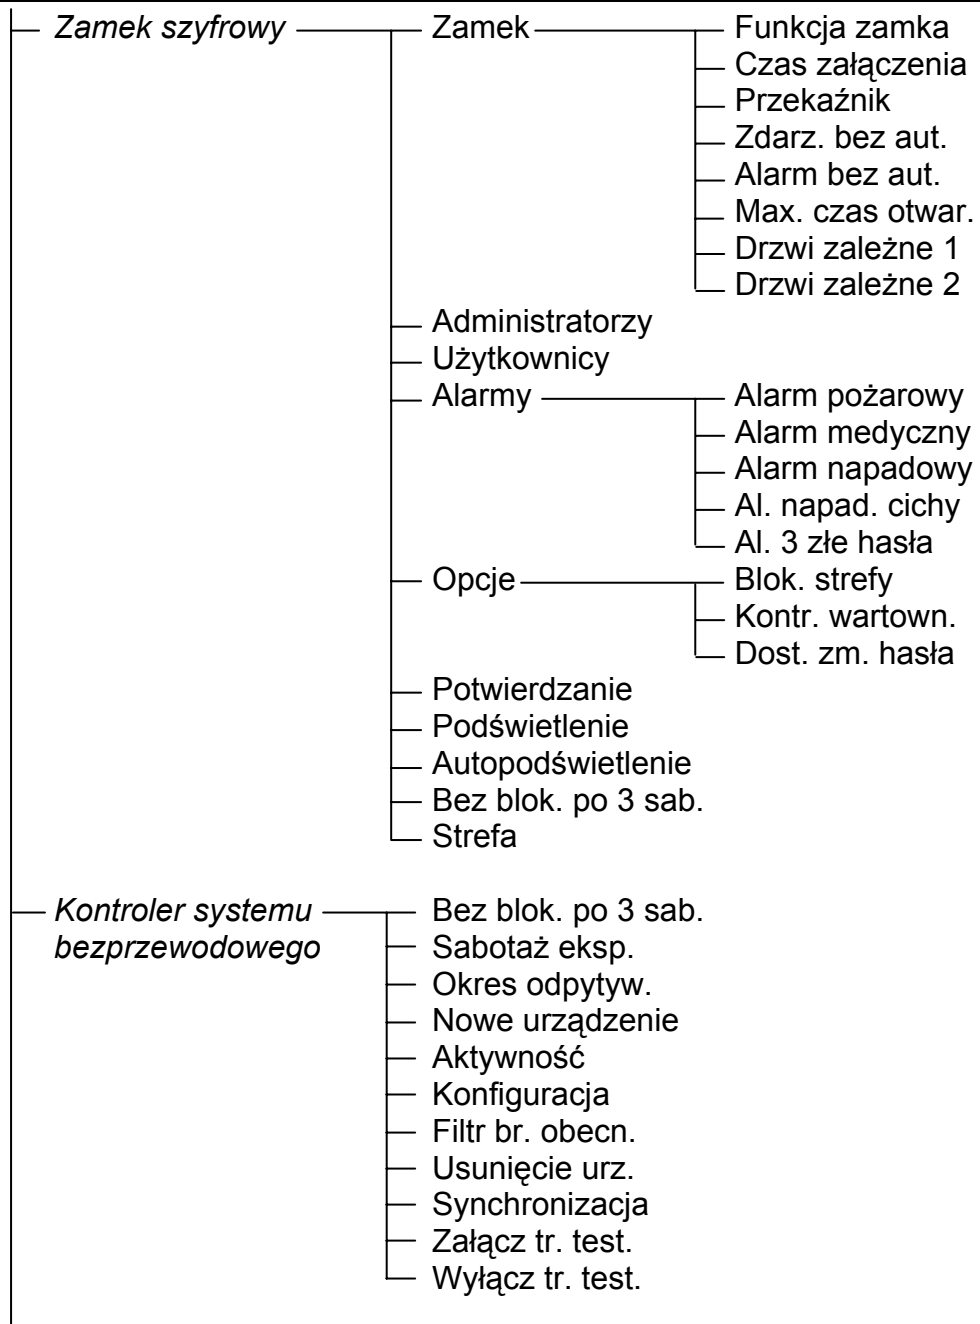 Zamek szyfrowy Zamek Funkcja zamka
Czas załączenia
Przekaźnik
Zdarz. bez aut.
Alarm bez aut.
Max. czas otwar.
Drzwi zależne 1
Drzwi zależne 2
Administratorzy
Użytkownicy
Alarmy Alarm pożarowy
Alarm medyczny
Alarm napadowy
Al. napad. cichy
Al. 3 złe hasła
Opcje Blok. strefy
Kontr. wartown.
Dost. zm. hasła
Potwierdzanie
Podświetlenie
Autopodświetlenie
Bez blok. po 3 sab.
Strefa
Kontroler systemu Bez blok. po 3 sab.
bezprzewodowego Sabotaż eksp.
Okres odpytyw.
Nowe urządzenie
Aktywność
Konfiguracja
Filtr br. obecn.
Usunięcie urz.
Synchronizacja
Załącz tr. test.
Wyłącz tr. test.